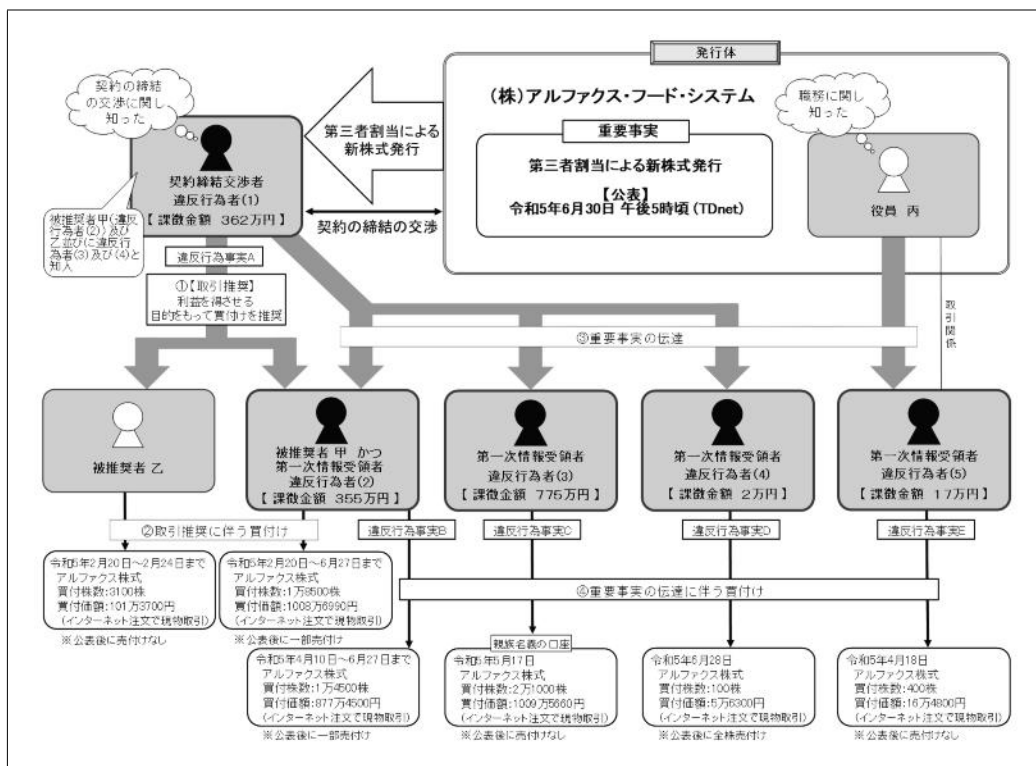 発行体
(株)アルファクス・フード・システム
重要事実
第三者割当による新株式発行
【公表】
令和5年6月30日 午後5時頃(TDnet)
契約の締結
の交渉に関し
知った
第三者割当による
新株式発行
職務に関し
知った
契約締結交渉者
違反行為者(1)
【 課徴金額 362万円 】
役員 丙
契約の締結の交渉
被推奨者甲(違反
行為者(2))及び
乙並びに違反行
為者(3)及び(4)と
知人
違反行為事実A
①【取引推奨】
利益を得させる
目的をもって買付けを推奨
③重要事実の伝達
取引関係
被推奨者 乙
被推奨者 甲 かつ
第一次情報受領者
違反行為者(2)
【 課徴金額 355万円 】
第一次情報受領者
違反行為者(3)
【 課徴金額 775万円 】
第一次情報受領者
違反行為者(4)
【 課徴金額 2万円 】
第一次情報受領者
違反行為者(5)
【 課徴金額 17万円 】
②取引推奨に伴う買付け
違反行為事実B
違反行為事実C
違反行為事実D
違反行為事実E
令和5年2月20日~2月24日まで
アルファクス株式
買付株数:3100株
買付価額:101万3700円
(インターネット注文で現物取引)
※公表後に売付けなし
令和5年2月20日~6月27日まで
アルファクス株式
買付株数:1万8500株
買付価額:1008万6990円
(インターネット注文で現物取引)
※公表後に一部売付け
④重要事実の伝達に伴う買付け
令和5年4月10日~6月27日まで
アルファクス株式
買付株数:1万4500株
買付価額:877万4500円
(インターネット注文で現物取引)
※公表後に一部売付け
親族名義の口座
令和5年5月17日
アルファクス株式
買付株数:2万1000株
買付価額:1009万5660円
(インターネット注文で現物取引)
※公表後に売付けなし
令和5年6月28日
アルファクス株式
買付株数:100株
買付価額:5万6300円
(インターネット注文で現物取引)
※公表後に全株売付け
令和5年4月18日
アルファクス株式
買付株数:400株
買付価額:16万4800円
(インターネット注文で現物取引)
※公表後に売付けなし